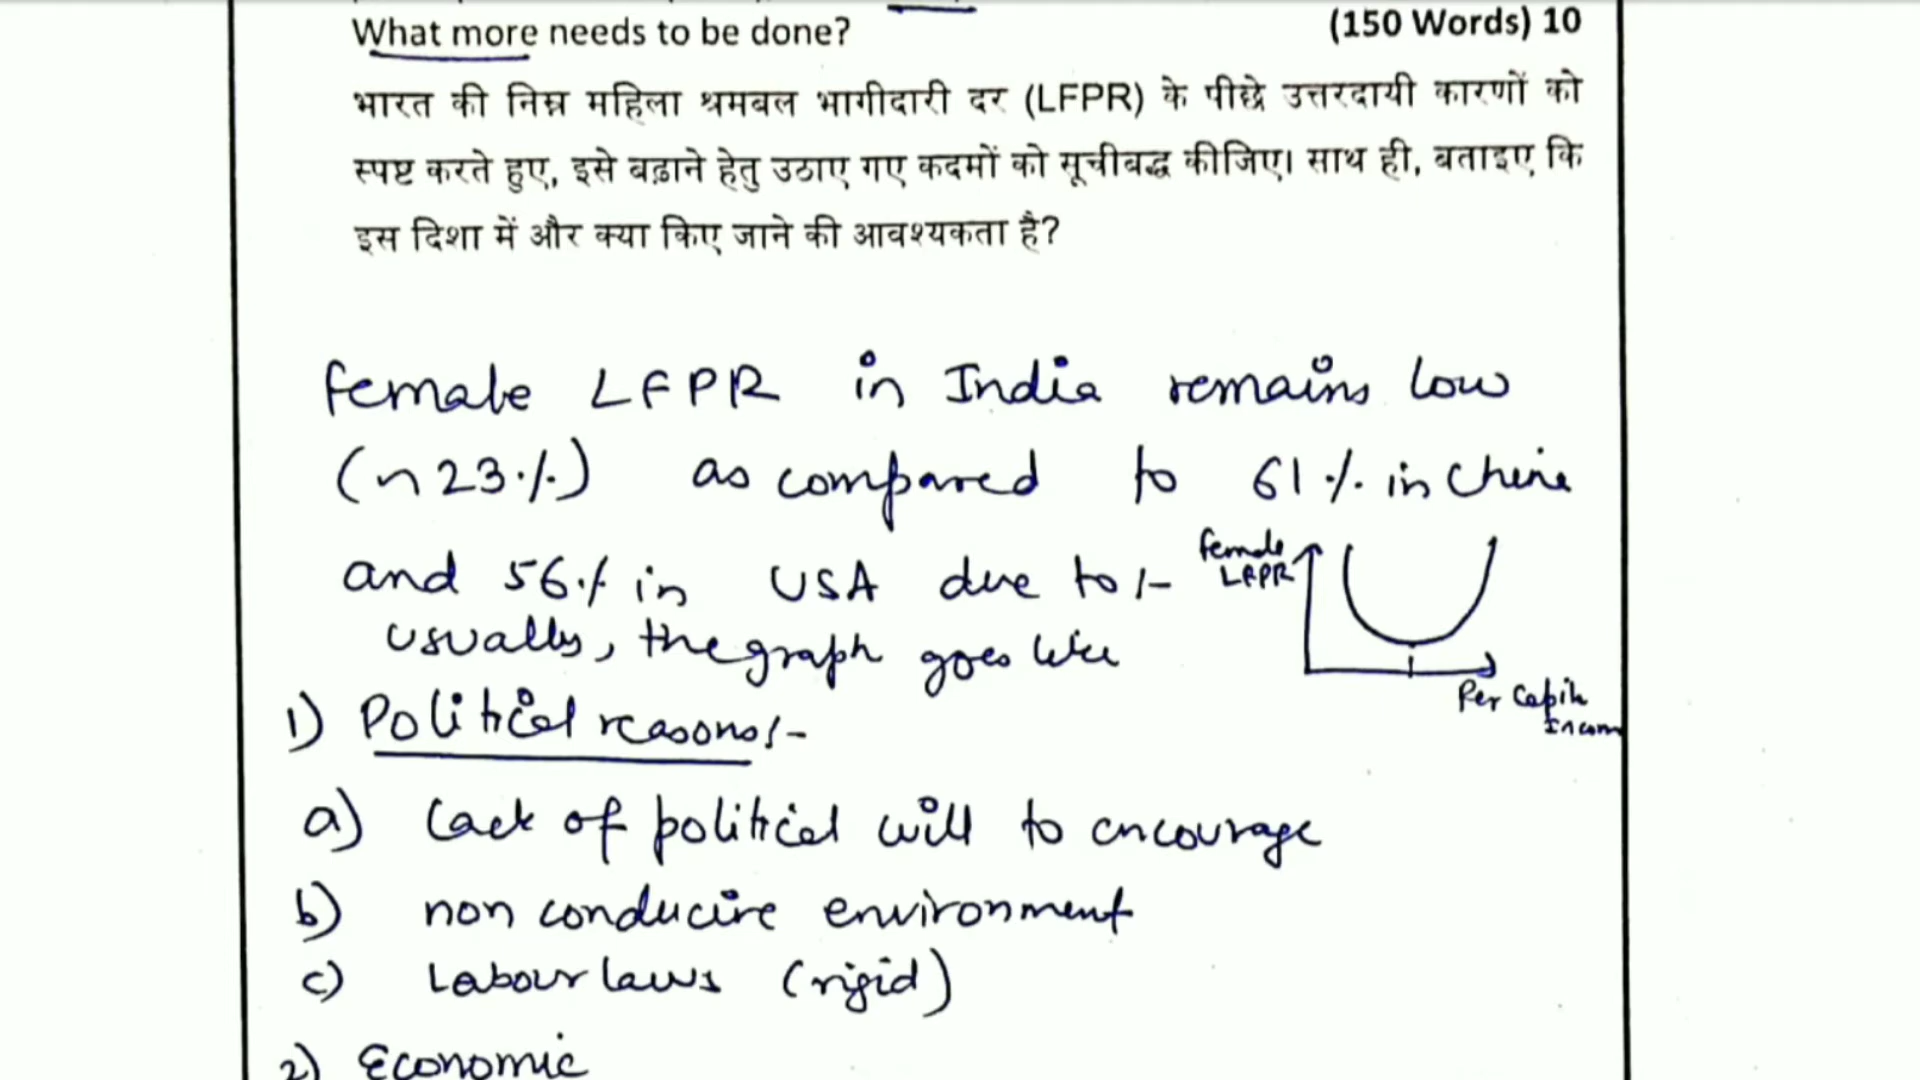 What more needs to be done?
(150 Words) 10
भारत की निम्न महिला श्रमबल भागीदारी दर (LFPR) के पीछे उत्तरदायी कारणों को
स्पष्ट करते हुए, इसे बढ़ाने हेतु उठाए गए कदमों को सूचीबद्ध कीजिए। साथ ही, बताइए कि
इस दिशा में और क्या किए जाने की आवश्यकता है?
female LFPR in India remains low
(~23%) as compared to 61% in China
and 56% in USA due to :-
female
LFPR
usually, the graph goes like
Per Capita
Incom
1) Political reasons:-
a) Lack of political will to encourage
b) non conducive environment
c) Labour laws (rigid)
2) Economic